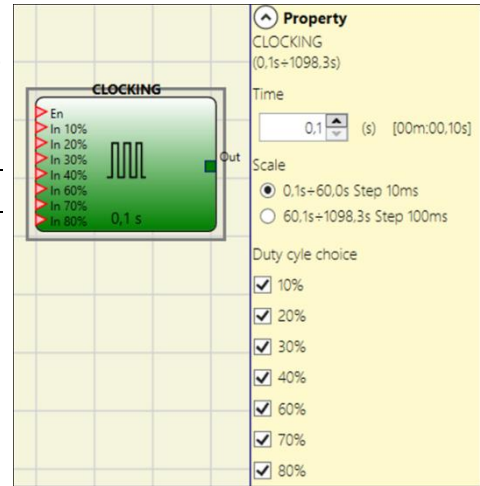 CLOCKING
En
In 10%
In 20%
In 30%
In 40%
In 60%
In 70%
In 80%
0,1 s
Out
Property
CLOCKING
(0,1s÷1098,3s)
Time
0,1 (s) [00m:00,10s]
Scale
0,1s÷60,0s Step 10ms
60,1s÷1098,3s Step 100ms
Duty cyle choice
10%
20%
30%
40%
60%
70%
80%